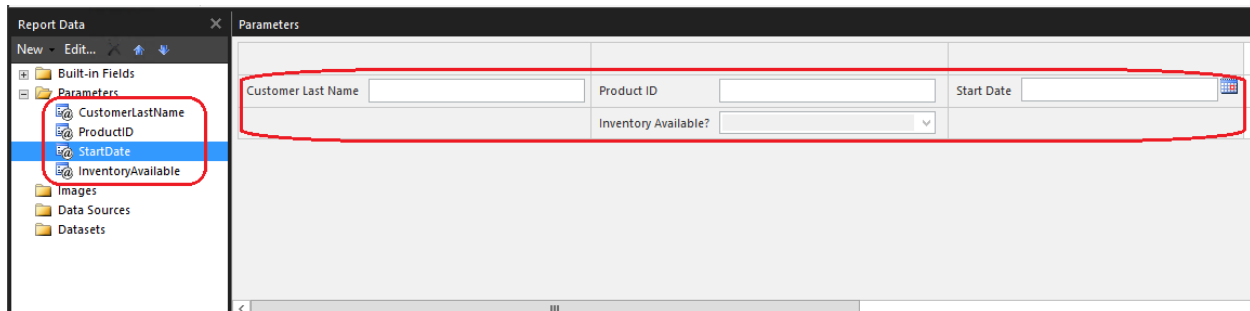 Report Data
New Edit...
Built-in Fields
Parameters
CustomerLastName
ProductID
StartDate
InventoryAvailable
Images
Data Sources
Datasets
Parameters
Customer Last Name Product ID Start Date
Inventory Available?